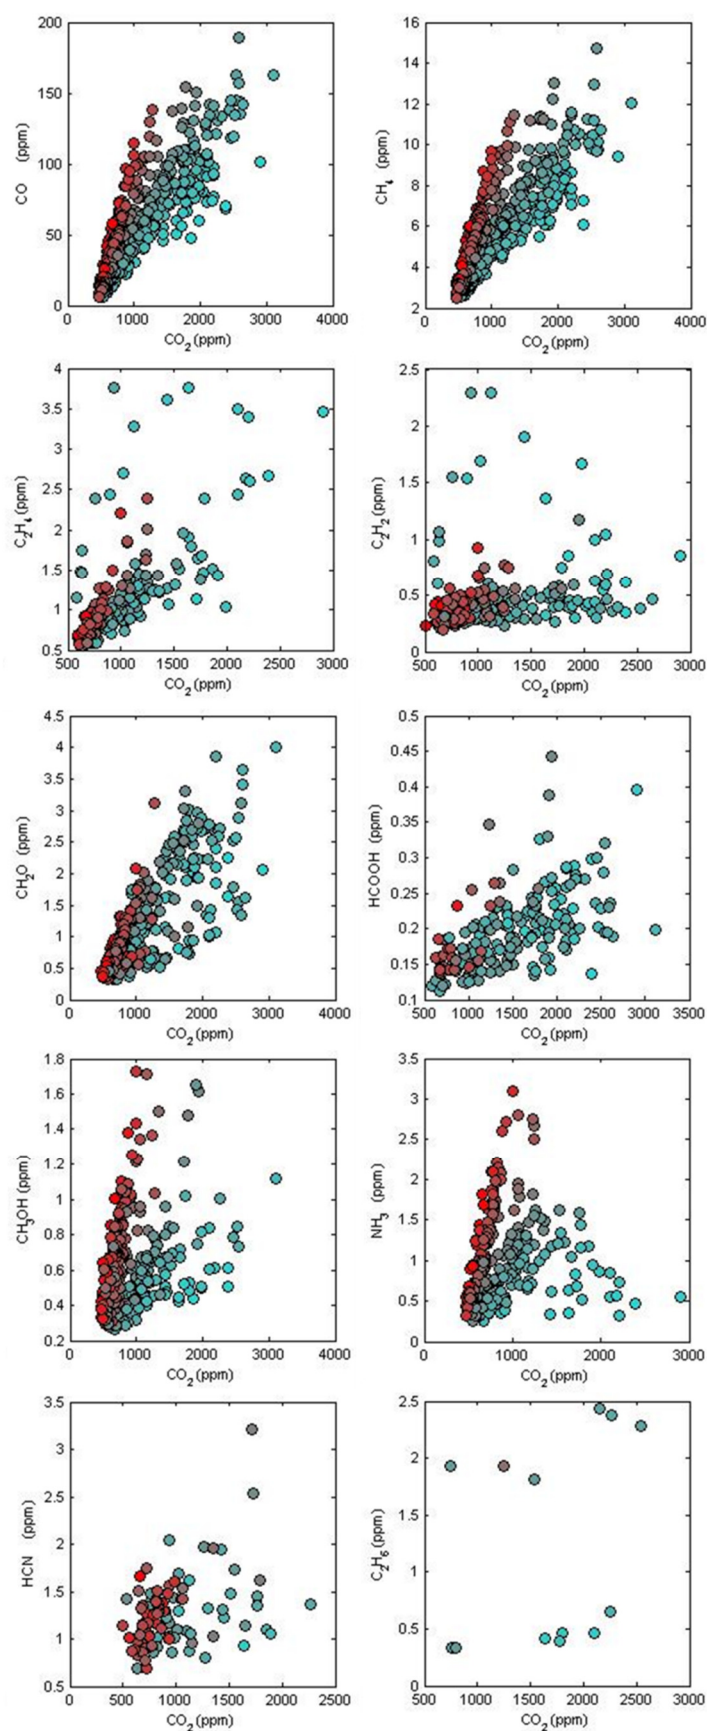 200 16
150 14
100 12
50 10
0 8
6
4
2
CO (ppm) CH₄ (ppm)
0 1000 2000 3000 4000 0 1000 2000 3000 4000
CO₂(ppm) CO₂(ppm)
4 2.5
3.5 2
3 1.5
2.5 1
2 0.5
1.5 0
1
0.5
C₂H₄ (ppm) C₂H₂ (ppm)
500 1000 1500 2000 2500 3000 500 1000 1500 2000 2500 3000
CO₂(ppm) CO₂(ppm)
4.5 0.5
4 0.45
3.5 0.4
3 0.35
2.5 0.3
2 0.25
1.5 0.2
1 0.15
0.5 0.1
0
CH₂O (ppm) HCOOH (ppm)
0 1000 2000 3000 4000 500 1000 1500 2000 2500 3000 3500
CO₂(ppm) CO₂(ppm)
1.8 3.5
1.6 3
1.4 2.5
1.2 2
1 1.5
0.8 1
0.6 0.5
0.4 0
0.2
CH₃OH (ppm) NH₃ (ppm)
0 1000 2000 3000 4000 0 1000 2000 3000
CO₂(ppm) CO₂(ppm)
3.5 2.5
3 2
2.5 1.5
2 1
1.5 0.5
1 0
0.5
HCN (ppm) C₂H₆ (ppm)
0 500 1000 1500 2000 2500 500 1000 1500 2000 2500 3000
CO₂(ppm) CO₂(ppm)